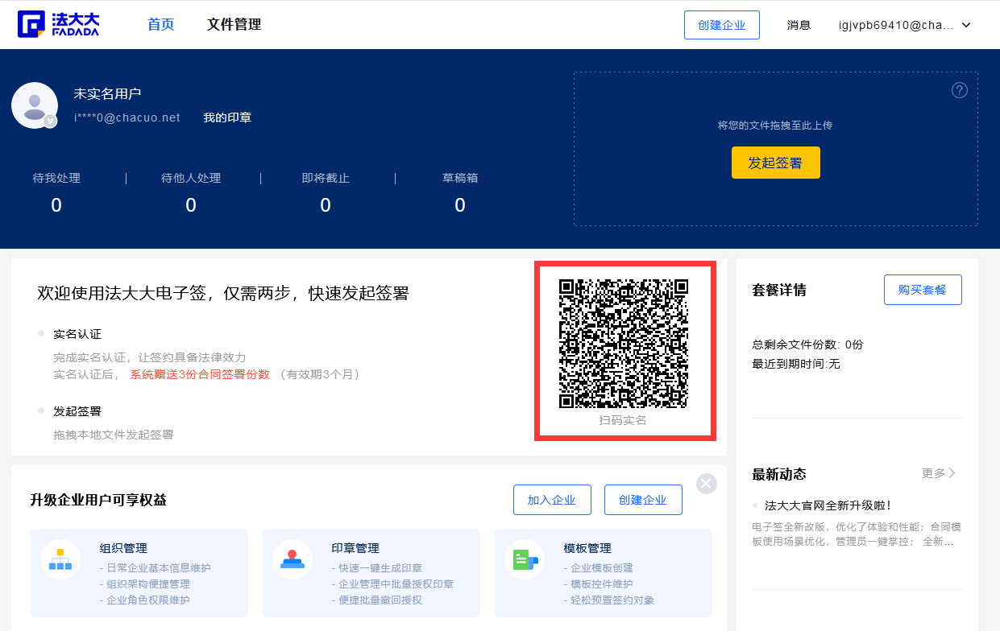 法大大
FADADA
首页
文件管理
创建企业
消息
igjvpb69410@cha...
未实名用户
i****0@chacuo.net
我的印章
待我处理
0
待他人处理
0
即将截止
0
草稿箱
0
?
将您的文件拖拽至此上传
发起签署
欢迎使用法大大电子签，仅需两步，快速发起签署
实名认证
完成实名认证，让签约具备法律效力
实名认证后， 系统赠送3份合同签署份数 （有效期3个月）
发起签署
拖拽本地文件发起签署
扫码实名
套餐详情
购买套餐
总剩余文件份数: 0份
最近到期时间:无
最新动态
更多
法大大官网全新升级啦！
电子签全新改版，优化了体验和性能；合同模
板使用场景优化，管理员一键掌控； 全新...
升级企业用户可享权益
加入企业
创建企业
组织管理
- 日常企业基本信息维护
- 组织架构便捷管理
- 企业角色权限维护
印章管理
- 快速一键生成印章
- 企业管理中批量授权印章
- 便捷批量撤回授权
模板管理
- 企业模板创建
- 模板控件维护
- 轻松预置签约对象